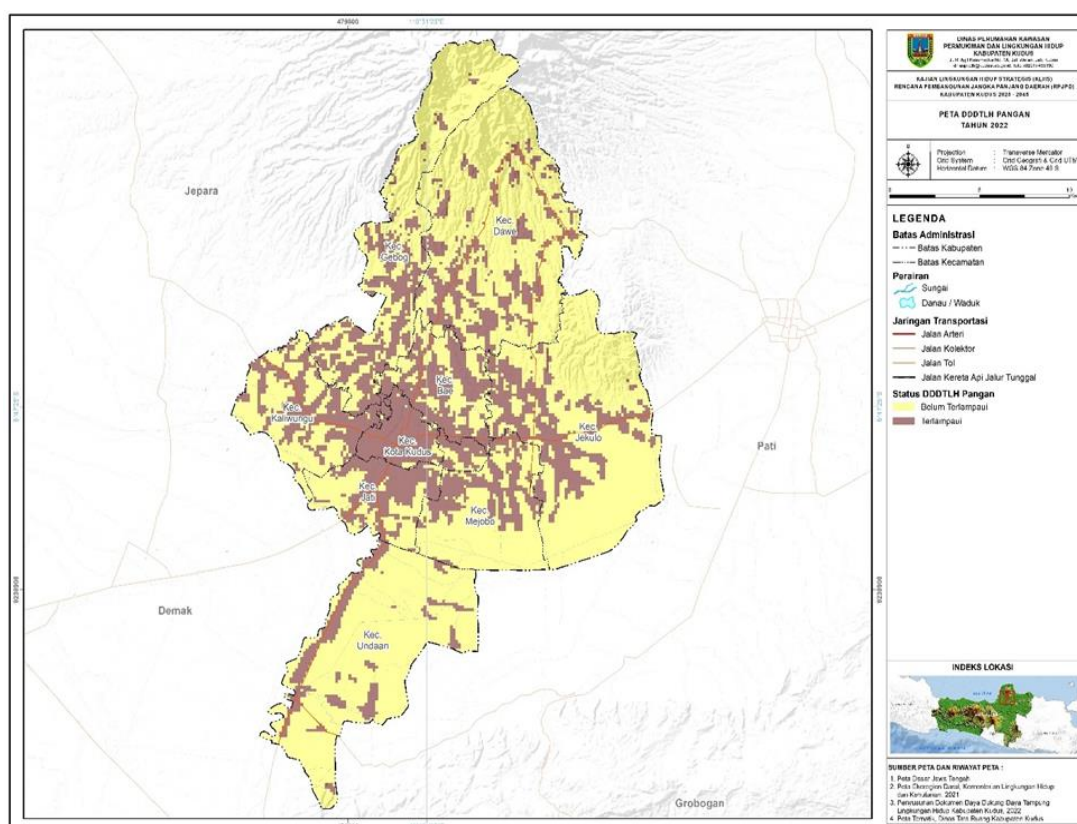 479000
Jepara
Kec.
Dawe
Kec.
Gebog
Kec.
Bae
Kec.
Kaliwungu
Kec.
Kota Kudus
Kec.
Jekulo
Pati
Kec.
Jati
Kec.
Mejobo
9239000
9239000
Demak
Kec.
Undaan
Grobogan
DINAS PERUMAHAN KAWASAN
PERMUKIMAN DAN LINGKUNGAN HIDUP
KABUPATEN KUDUS
KAJIAN LINGKUNGAN HIDUP STRATEGIS (KLHS)
RENCANA PEMBANGUNAN JANGKA PANJANG DAERAH (RPJPD)
KABUPATEN KUDUS 2025 - 2045
PETA DDDTLH PANGAN
TAHUN 2022
Projection : Transverse Mercator
Grid System : Grid Geografi & Grid UTM
Horizontal Datum : WGS 84 Zone 49 S
LEGENDA
Batas Administrasi
Batas Kabupaten
Batas Kecamatan
Perairan
Sungai
Danau / Waduk
Jaringan Transportasi
Jalan Arteri
Jalan Kolektor
Jalan Tol
Jalan Kereta Api Jalur Tunggal
Status DDDTLH Pangan
Belum Terlampaui
Terlampaui
INDEKS LOKASI
SUMBER PETA DAN RIWAYAT PETA :
1. Peta Dasar Jawa Tengah
2. Peta Ekoregion Darat, Kementerian Lingkungan Hidup
dan Kehutanan, 2021
3. Penyusunan Dokumen Daya Dukung Daya Tampung
Lingkungan Hidup Kabupaten Kudus, 2022
4. Peta Tematik, Dinas Tata Ruang Kabupaten Kudus